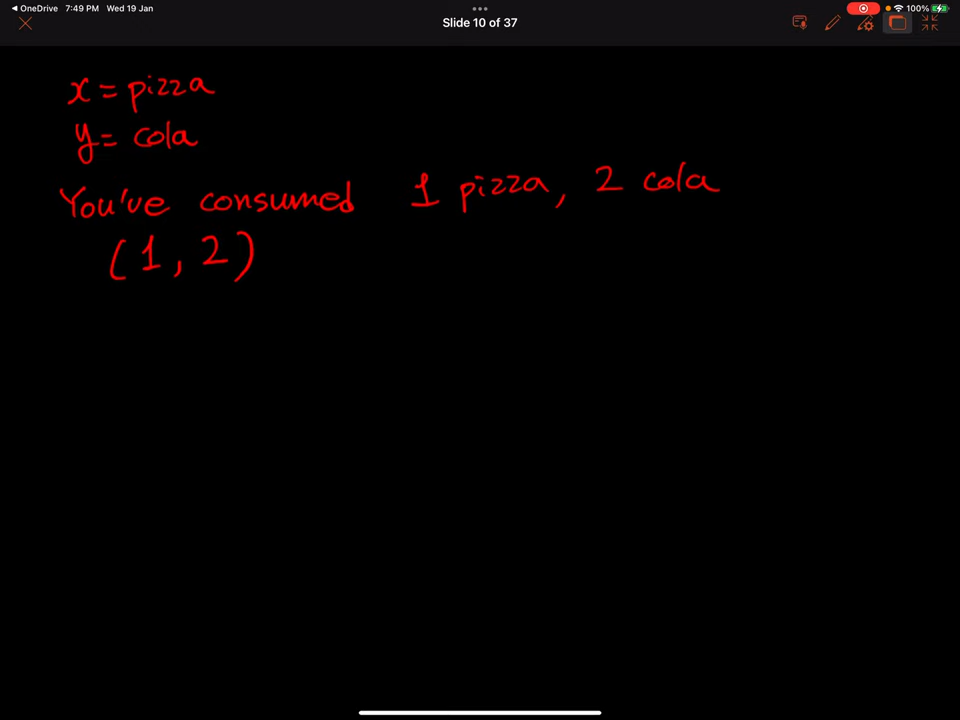 OneDrive 7:49 PM Wed 19 Jan 100%
Slide 10 of 37
x = pizza
y = cola
You've consumed 1 pizza, 2 cola
(1, 2)